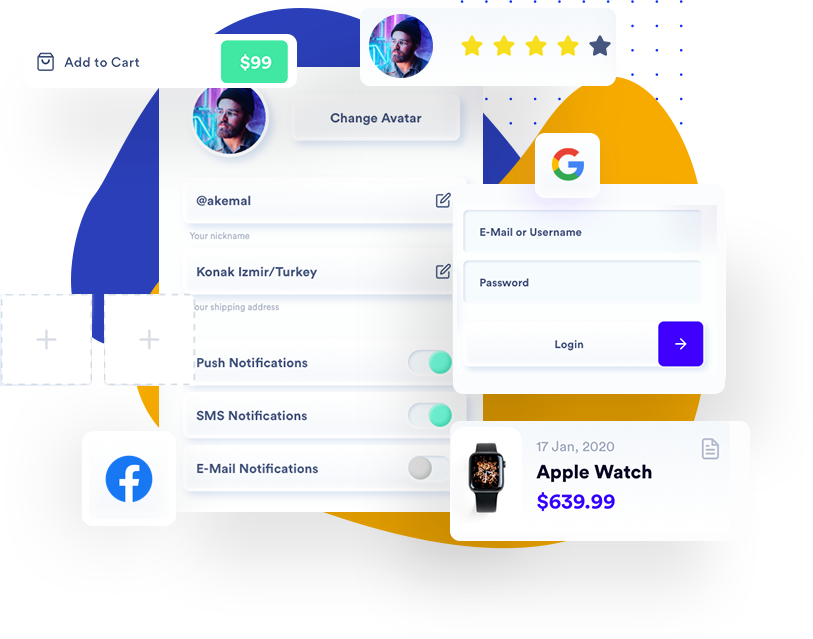 Add to Cart
$99
Change Avatar
@akemal
Your nickname
Konak Izmir/Turkey
our shipping address
Push Notifications
SMS Notifications
E-Mail Notifications
E-Mail or Username
Password
Login
17 Jan, 2020
Apple Watch
$639.99